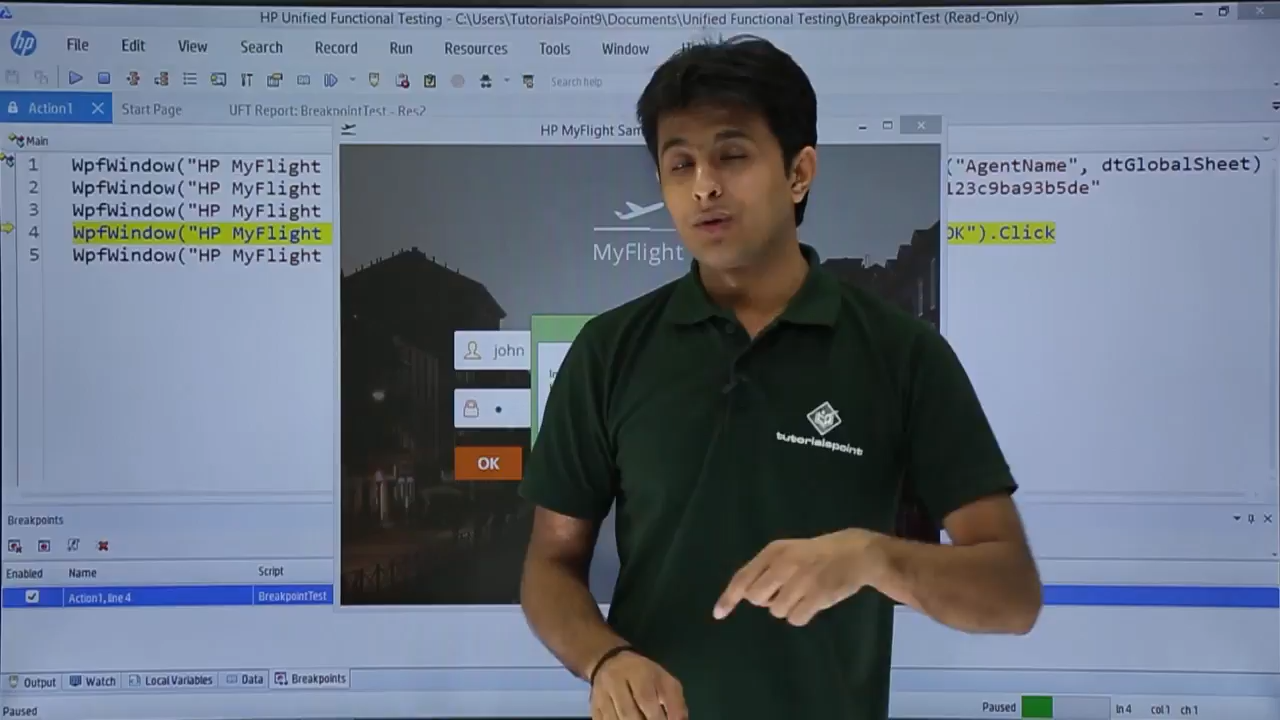 HP Unified Functional Testing - C:\Users\TutorialsPoint9\Documents\Unified Functional Testing\BreakpointTest (Read-Only)
hp File Edit View Search Record Run Resources Tools Window
Search help
Action1 Start Page UFT Report: BreakpointTest - Res2
HP MyFlight Sam
Main
1 WpfWindow("HP MyFlight ("AgentName", dtGlobalSheet)
2 WpfWindow("HP MyFlight 123c9ba93b5de"
3 WpfWindow("HP MyFlight
4 WpfWindow("HP MyFlight OK").Click
5 WpfWindow("HP MyFlight
MyFlight
john
OK
tutorialspoint
Breakpoints
Enabled Name Script
Action1, line 4 BreakpointTest
Output Watch Local Variables Data Breakpoints
Paused Paused ln 4 col 1 ch 1